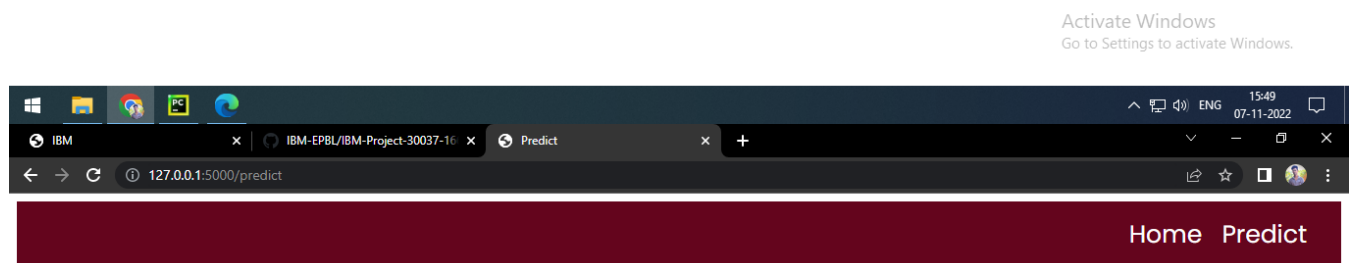 Activate Windows
Go to Settings to activate Windows.
PC
ENG
15:49
07-11-2022
IBM
IBM-EPBL/IBM-Project-30037-16
Predict
127.0.0.1:5000/predict
Home Predict